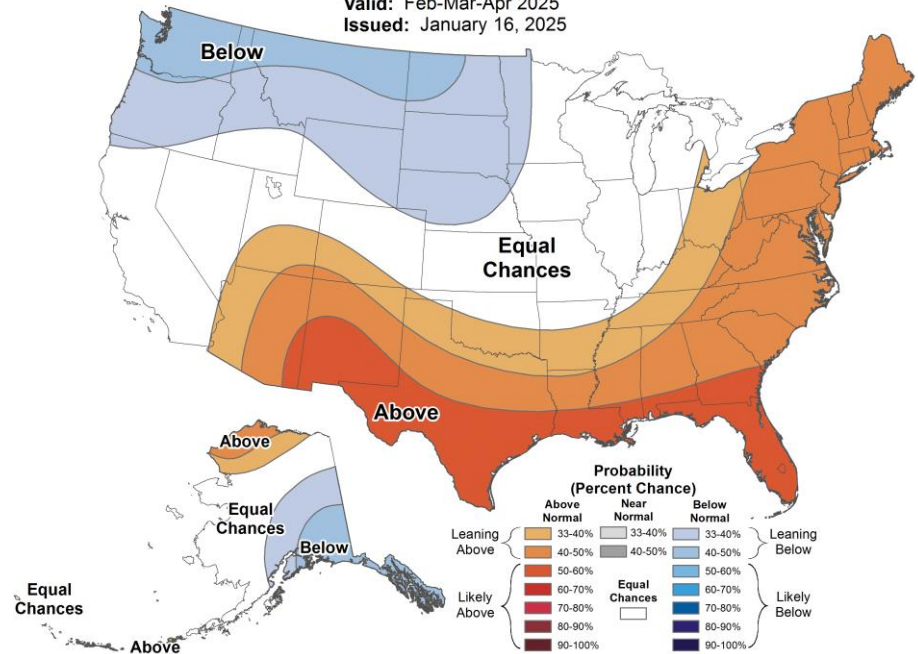 Valid: Feb-Mar-Apr 2025
Issued: January 16, 2025
Below
Equal
Chances
Above
Above
Equal
Chances
Below
Equal
Chances
Above
Probability
(Percent Chance)
Above
Normal
Near
Normal
Below
Normal
Leaning
Above
33-40%
33-40%
33-40%
Leaning
Below
40-50%
40-50%
40-50%
Likely
Above
50-60%
60-70%
70-80%
80-90%
90-100%
Equal
Chances
50-60%
60-70%
70-80%
80-90%
90-100%
Likely
Below